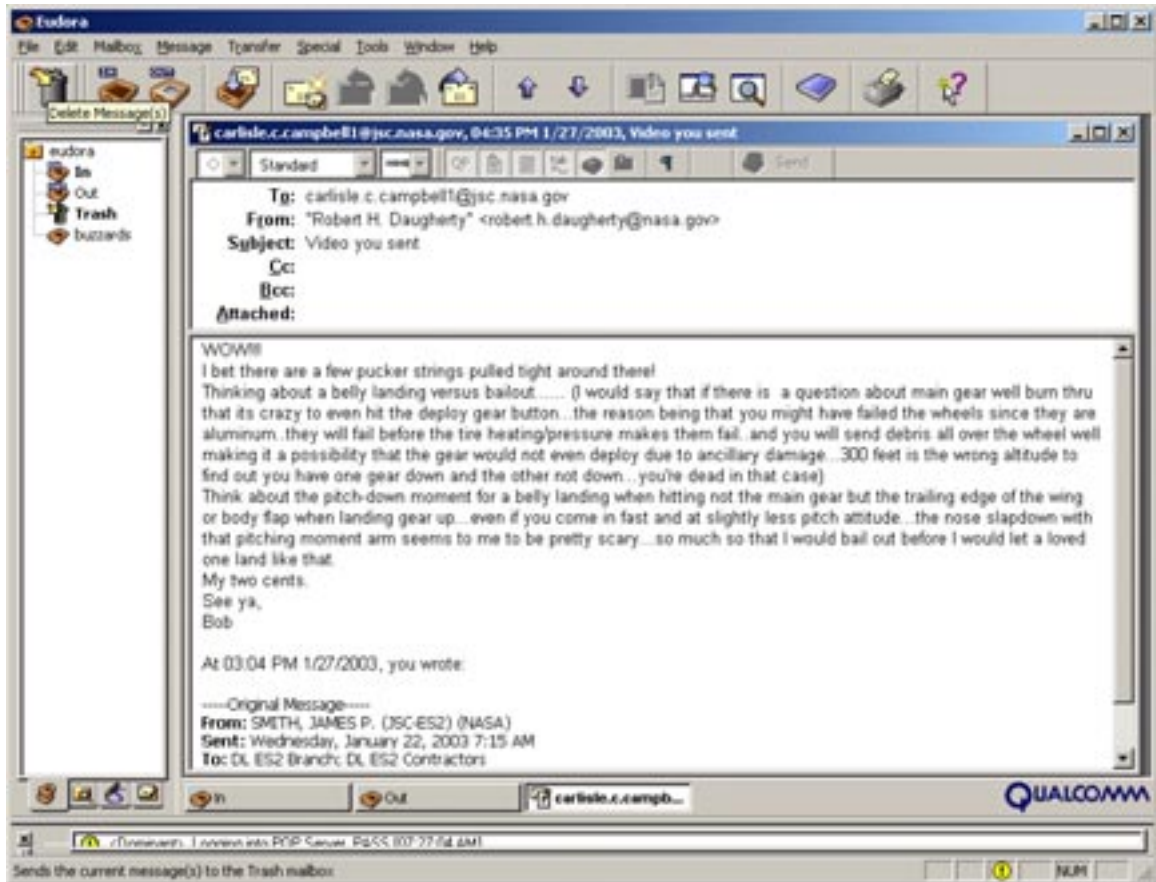 Eudora
File Edit Mailbox Message Transfer Special Tools Window Help
Delete Message(s)
eudora
In
Out
Trash
buzzards
carlisle.c.campbell1@jsc.nasa.gov, 04:35 PM 1/27/2003, Video you sent
Standard
QP
Send
To: carlisle.c.campbell1@jsc.nasa.gov
From: "Robert H. Daugherty" <robert.h.daugherty@nasa.gov>
Subject: Video you sent
Cc:
Bcc:
Attached:
WOW!!!
I bet there are a few pucker strings pulled tight around there!
Thinking about a belly landing versus bailout...... (I would say that if there is a question about main gear well burn thru
that its crazy to even hit the deploy gear button...the reason being that you might have failed the wheels since they are
aluminum..they will fail before the tire heating/pressure makes them fail..and you will send debris all over the wheel well
making it a possibility that the gear would not even deploy due to ancillary damage...300 feet is the wrong altitude to
find out you have one gear down and the other not down...you're dead in that case)
Think about the pitch-down moment for a belly landing when hitting not the main gear but the trailing edge of the wing
or body flap when landing gear up...even if you come in fast and at slightly less pitch attitude...the nose slapdown with
that pitching moment arm seems to me to be pretty scary...so much so that I would bail out before I would let a loved
one land like that.
My two cents.
See ya,
Bob
At 03:04 PM 1/27/2003, you wrote:
-----Original Message-----
From: SMITH, JAMES P. (JSC-ES2) (NASA)
Sent: Wednesday, January 22, 2003 7:15 AM
To: DL ES2 Branch; DL ES2 Contractors
In
Out
carlisle.c.campb...
QUALCOMM
Logging into POP Server, PASS (07:27:04 AM)
Sends the current message(s) to the Trash mailbox
NUM